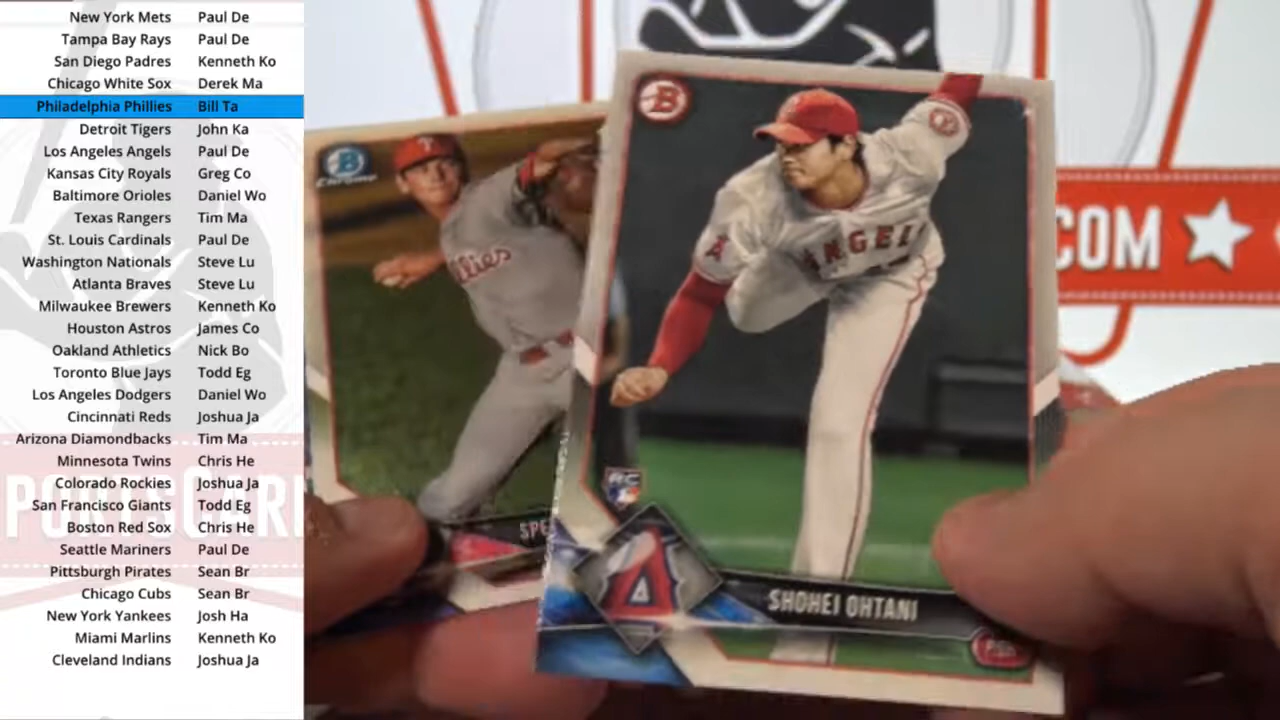 New York Mets Paul De
Tampa Bay Rays Paul De
San Diego Padres Kenneth Ko
Chicago White Sox Derek Ma
Philadelphia Phillies Bill Ta
Detroit Tigers John Ka
Los Angeles Angels Paul De
Kansas City Royals Greg Co
Baltimore Orioles Daniel Wo
Texas Rangers Tim Ma
St. Louis Cardinals Paul De
Washington Nationals Steve Lu
Atlanta Braves Steve Lu
Milwaukee Brewers Kenneth Ko
Houston Astros James Co
Oakland Athletics Nick Bo
Toronto Blue Jays Todd Eg
Los Angeles Dodgers Daniel Wo
Cincinnati Reds Joshua Ja
Arizona Diamondbacks Tim Ma
Minnesota Twins Chris He
Colorado Rockies Joshua Ja
San Francisco Giants Todd Eg
Boston Red Sox Chris He
Seattle Mariners Paul De
Pittsburgh Pirates Sean Br
Chicago Cubs Sean Br
New York Yankees Josh Ha
Miami Marlins Kenneth Ko
Cleveland Indians Joshua Ja
B
Chrome
B
llies
SPE
ANGEL
A
RC
A
SHOHEI OHTANI
COM